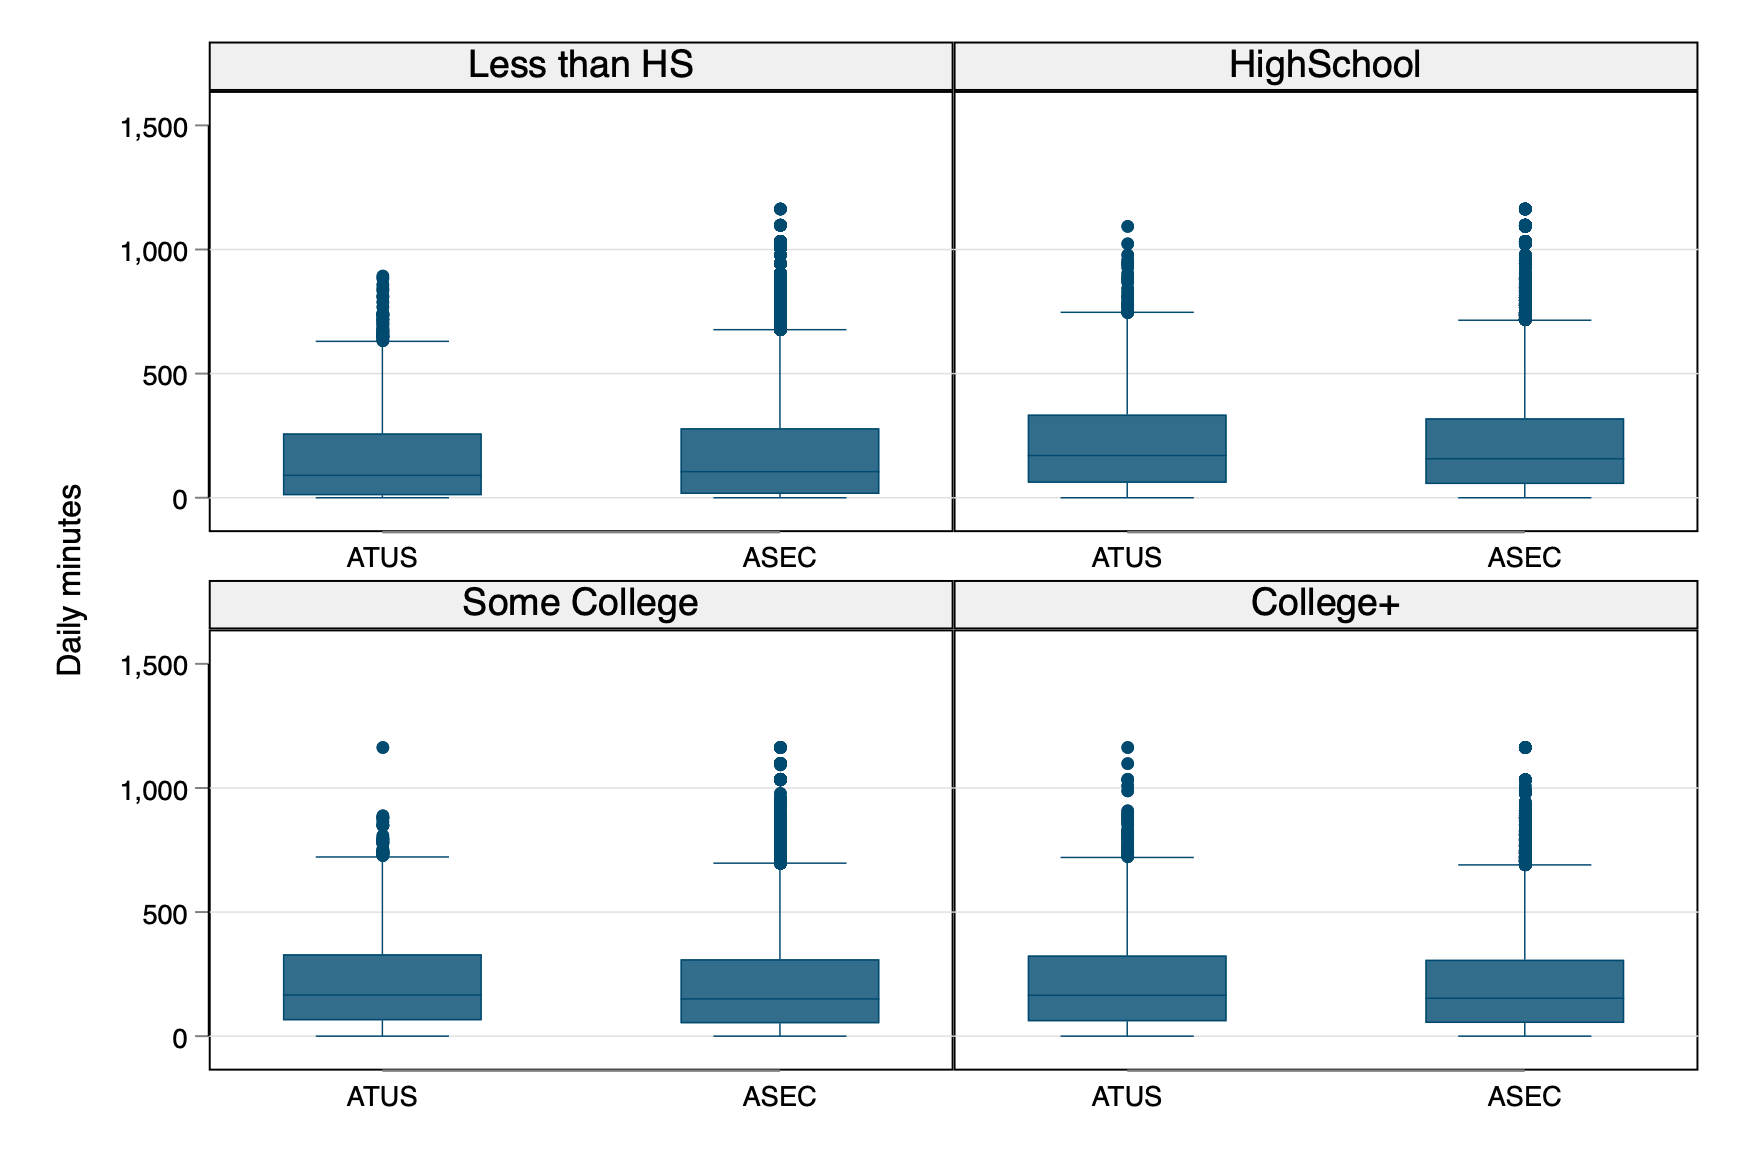 Less than HS
HighSchool
1,500
1,000
500
0
ATUS
ASEC
ATUS
ASEC
Daily minutes
Some College
College+
1,500
1,000
500
0
ATUS
ASEC
ATUS
ASEC